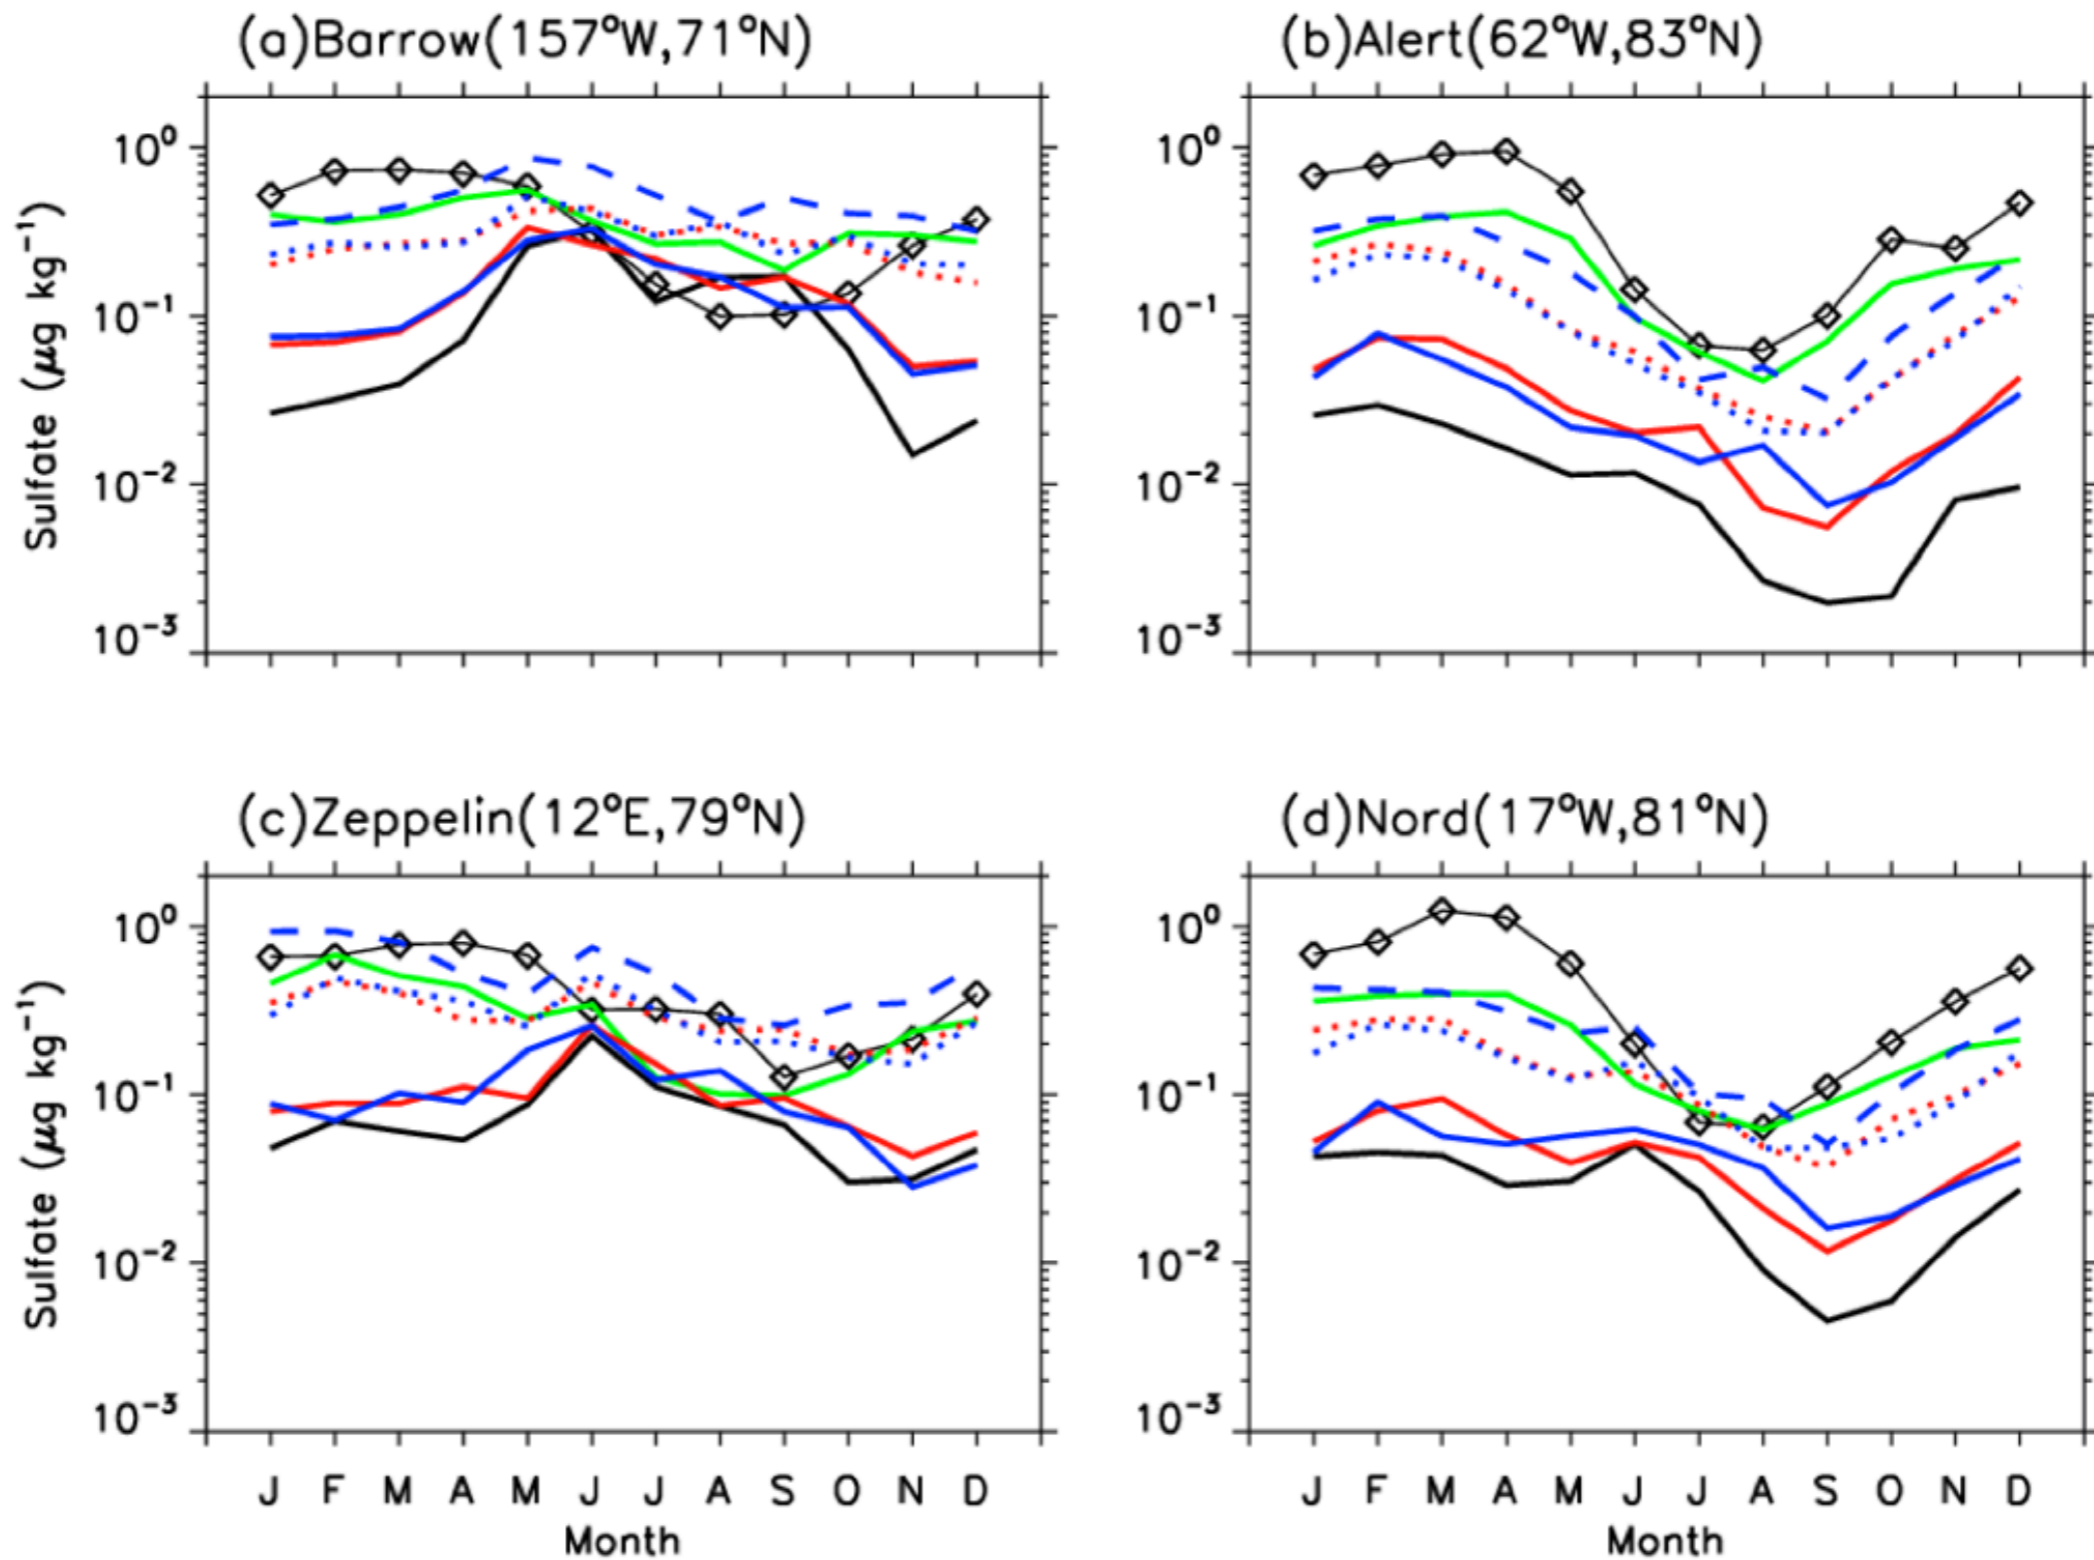 (a)Barrow(157°W,71°N)
(b)Alert(62°W,83°N)
Sulfate (μg kg⁻¹)
10⁰
10⁻¹
10⁻²
10⁻³
10⁰
10⁻¹
10⁻²
10⁻³
(c)Zeppelin(12°E,79°N)
(d)Nord(17°W,81°N)
Sulfate (μg kg⁻¹)
10⁰
10⁻¹
10⁻²
10⁻³
10⁰
10⁻¹
10⁻²
10⁻³
J F M A M J J A S O N D
J F M A M J J A S O N D
Month
Month